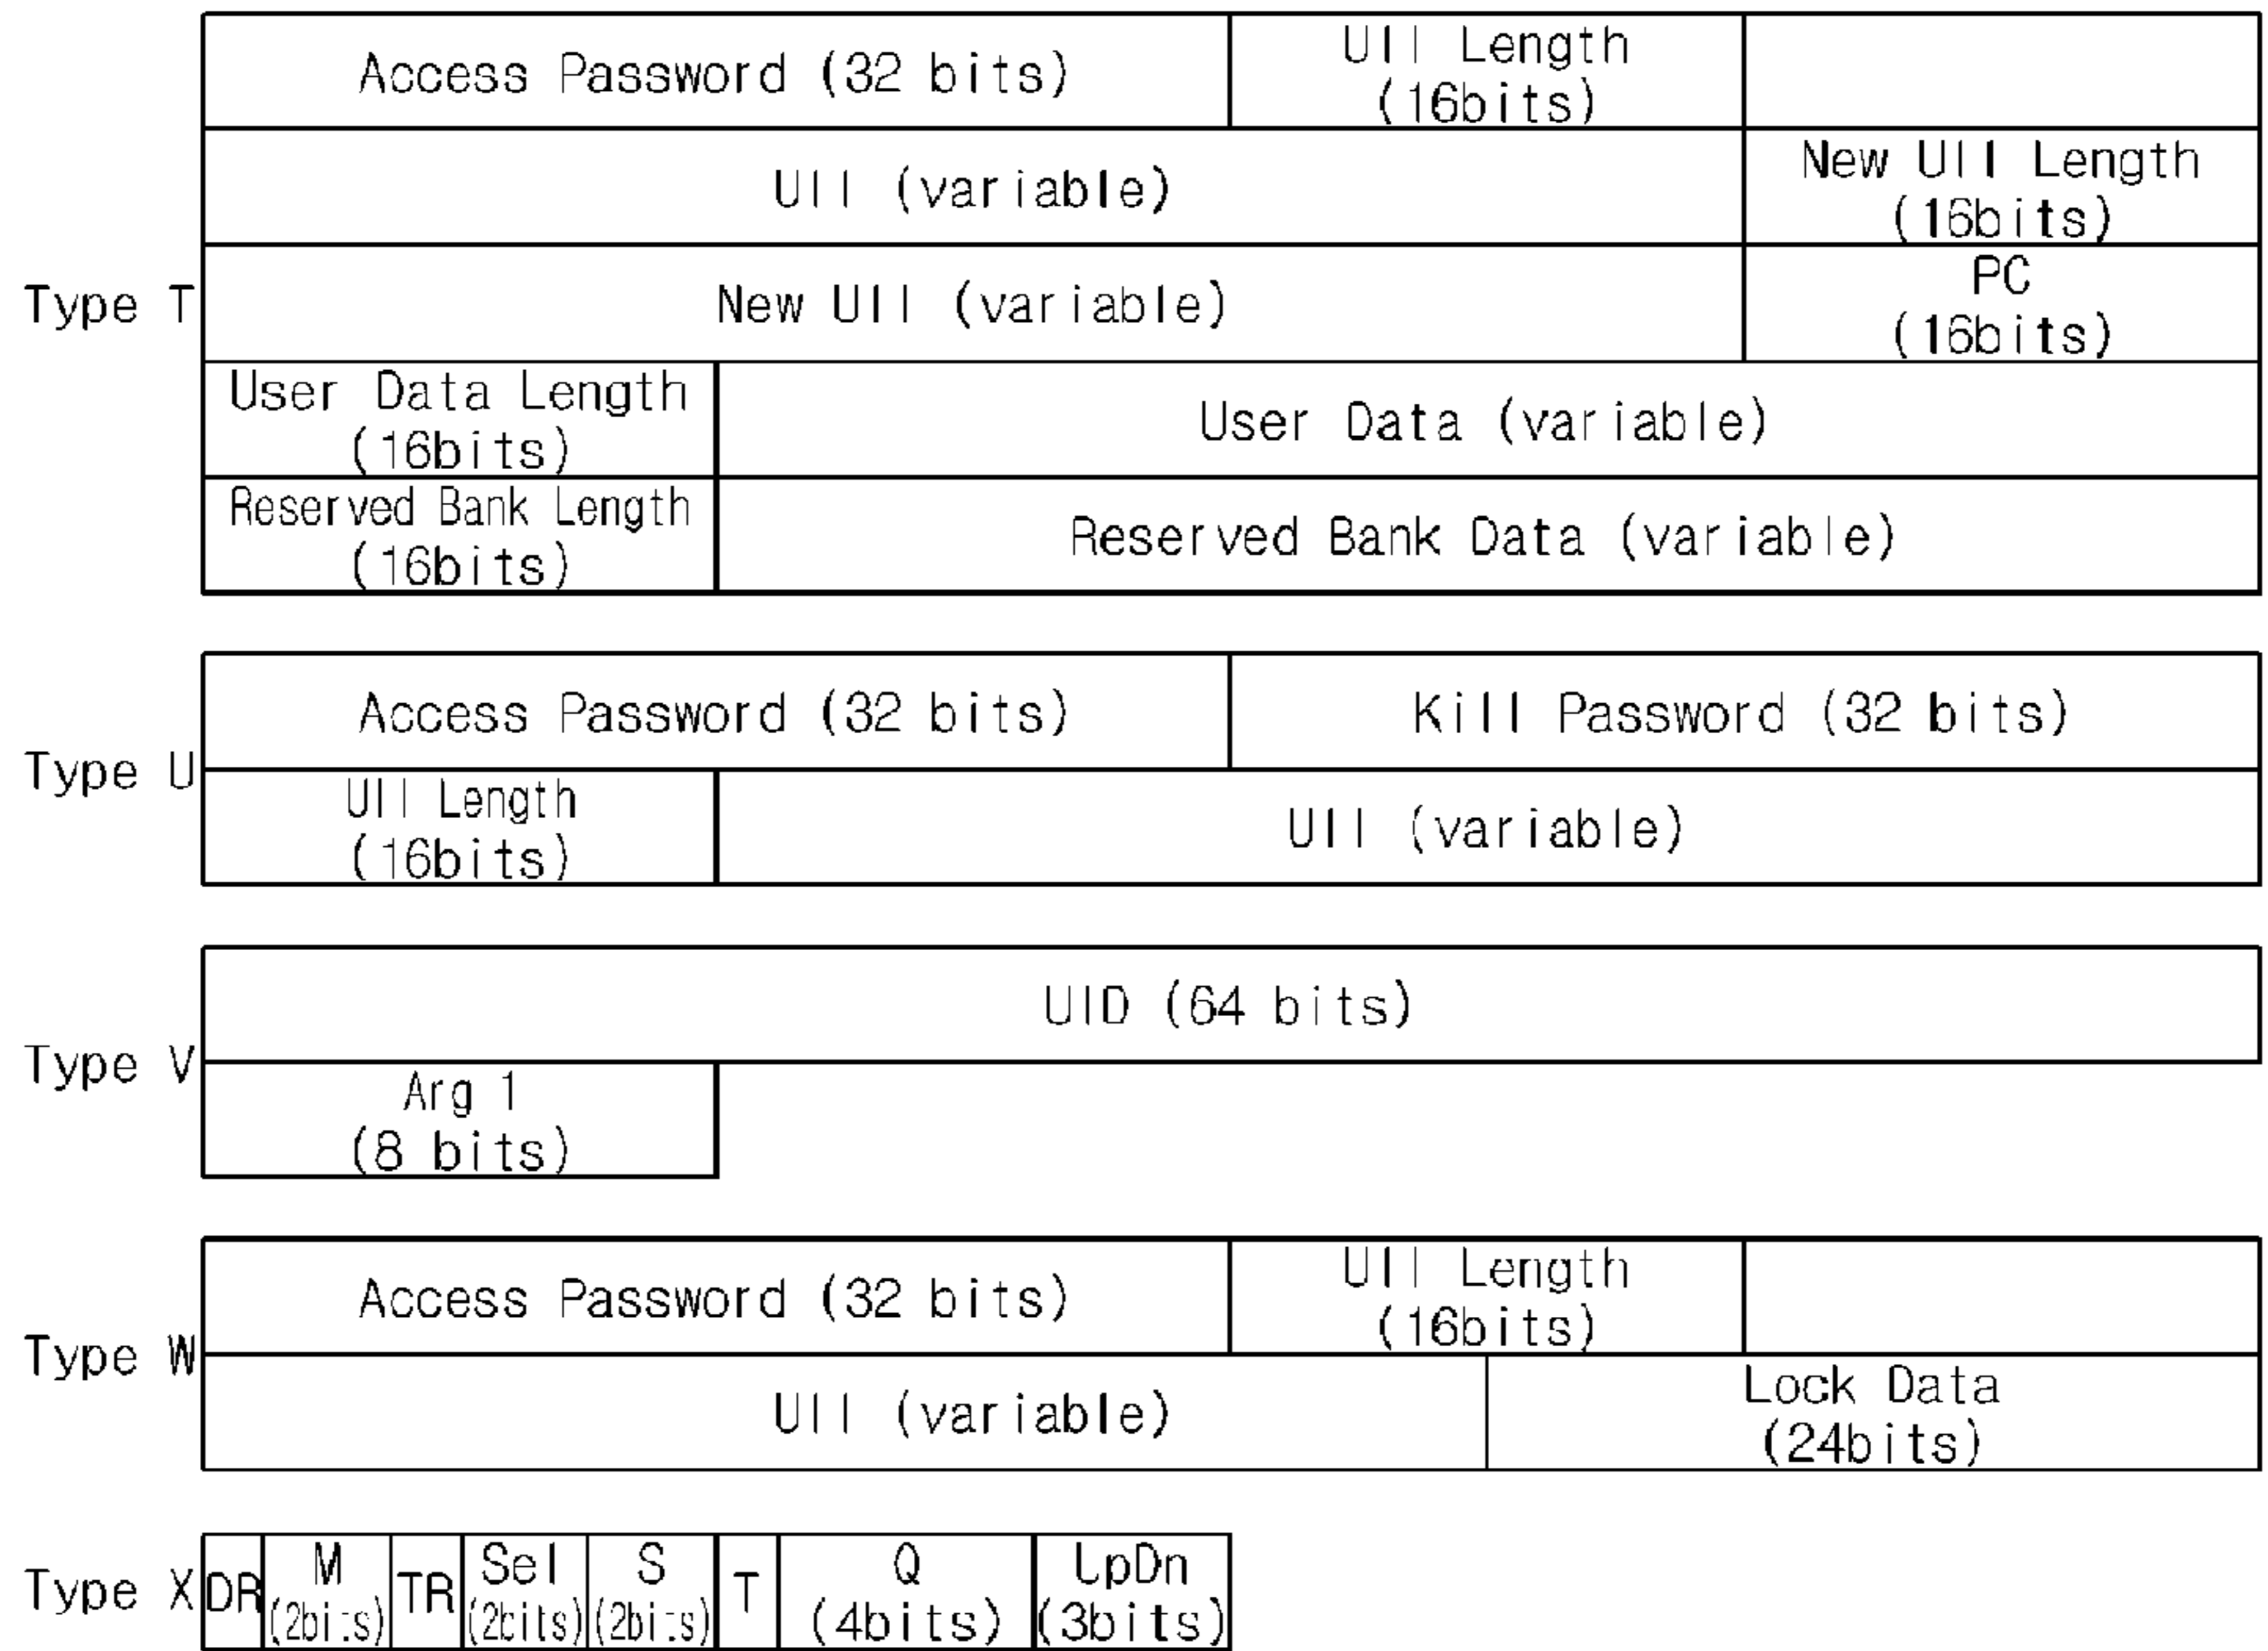 Access Password (32 bits)
UII Length
(16bits)
UII (variable)
New UII Length
(16bits)
Type T
New UII (variable)
PC
(16bits)
User Data Length
(16bits)
User Data (variable)
Reserved Bank Length
(16bits)
Reserved Bank Data (variable)
Type U
Access Password (32 bits)
Kill Password (32 bits)
UII Length
(16bits)
UII (variable)
Type V
UID (64 bits)
Arg 1
(8 bits)
Type W
Access Password (32 bits)
UII Length
(16bits)
UII (variable)
Lock Data
(24bits)
Type X
DR
M
(2bits)
TR
Sel
(2bits)
S
(2bits)
T
Q
(4bits)
UpDn
(3bits)